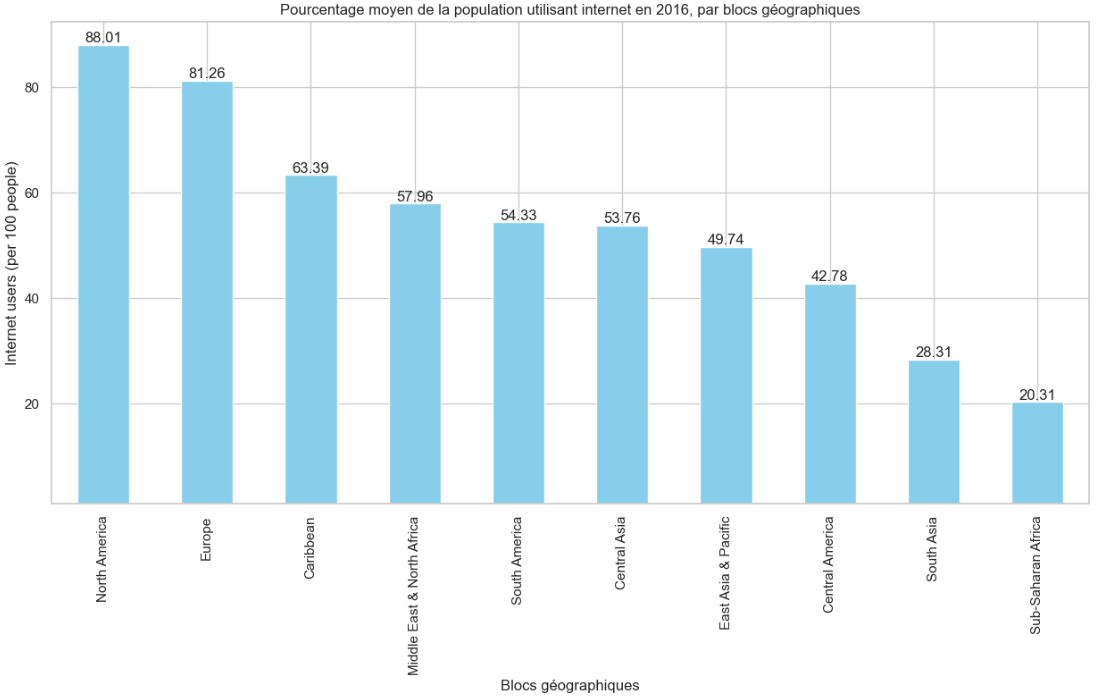 Pourcentage moyen de la population utilisant internet en 2016, par blocs géographiques
Internet users (per 100 people)
80
60
40
20
88.01
81.26
63.39
57.96
54.33
53.76
49.74
42.78
28.31
20.31
North America
Europe
Caribbean
Middle East & North Africa
South America
Central Asia
East Asia & Pacific
Central America
South Asia
Sub-Saharan Africa
Blocs géographiques